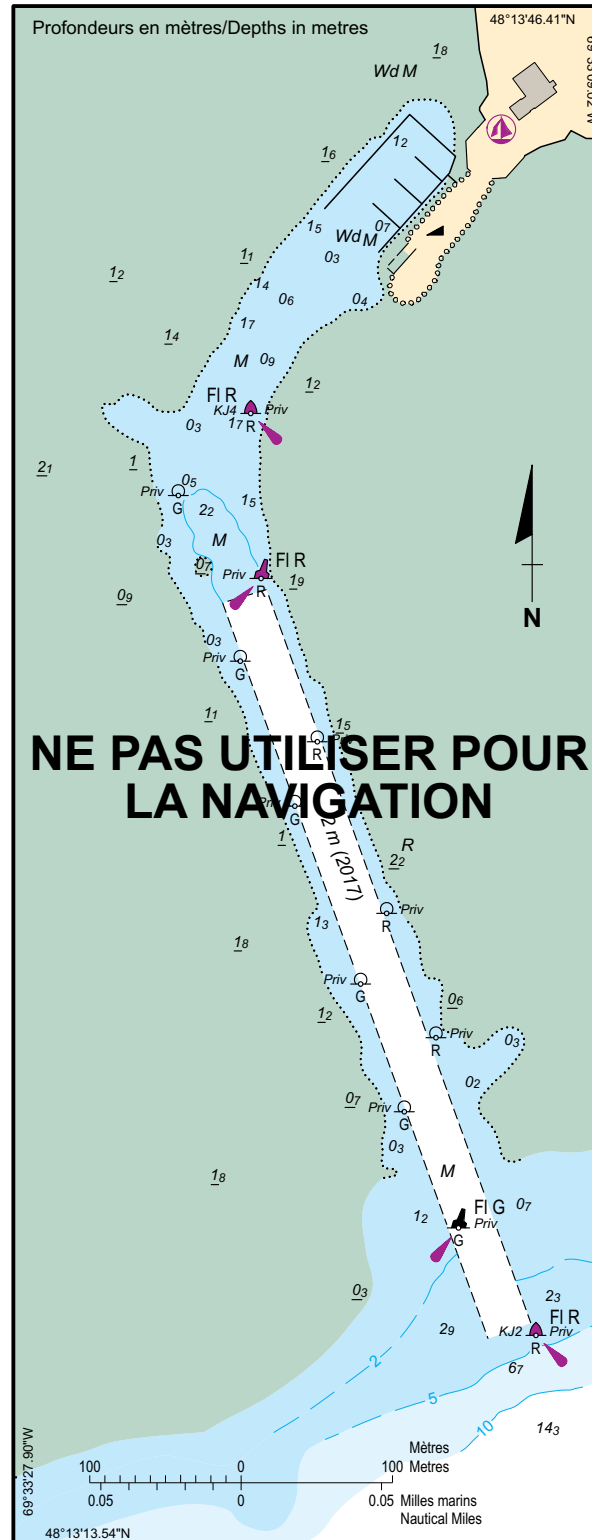 Profondeurs en mètres/Depths in metres
48°13'46.41"N
69°33'09.02"W
1₈
Wd M
1₂
1₆
1₅
0₇
Wd M
0₃
1₁
1₂
1₄
0₆
0₄
1₇
1₄
M
0₉
1₂
Fl R
KJ4 Priv
0₃
1₇
R
2₁
1
0₅
Priv
G
1₅
2₂
0₃
M
Fl R
0₇
Priv
1₉
R
0₉
N
0₃
Priv
G
1₁
1₅
R
NE PAS UTILISER POUR
LA NAVIGATION
G
1
R
2 m (2017)
2₂
Priv
R
1₃
1₈
Priv
G
0₆
1₂
Priv
R
0₃
0₂
0₇
Priv
G
0₃
M
1₈
Fl G
0₇
1₂
Priv
G
0₃
2₃
Fl R
2₉
KJ2 Priv
R
2
6₇
5
10
14₃
Mètres
100 0 100 Metres
0.05 0 0.05 Milles marins
Nautical Miles
69°33'27.90"W
48°13'13.54"N